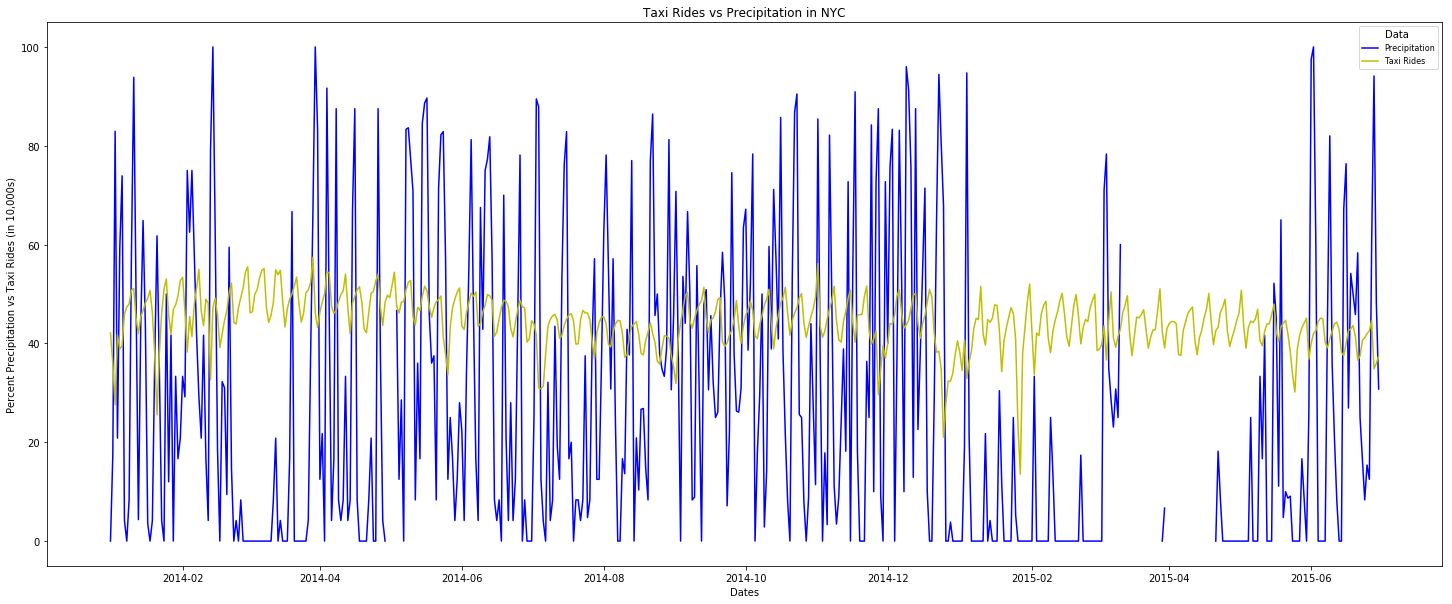 Taxi Rides vs Precipitation in NYC
Data
Precipitation
Taxi Rides
Percent Precipitation vs Taxi Rides (in 10,000s)
100
80
60
40
20
0
2014-02
2014-04
2014-06
2014-08
2014-10
2014-12
2015-02
2015-04
2015-06
Dates